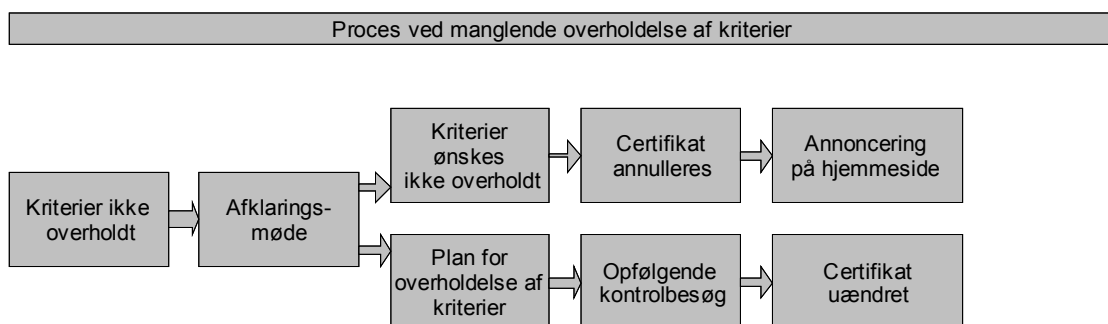 Proces ved manglende overholdelse af kriterier
Kriterier ikke
overholdt
Afklarings-
møde
Kriterier
ønskes
ikke overholdt
Certifikat
annulleres
Annoncering
på hjemmeside
Plan for
overholdelse af
kriterier
Opfølgende
kontrolbesøg
Certifikat
uændret